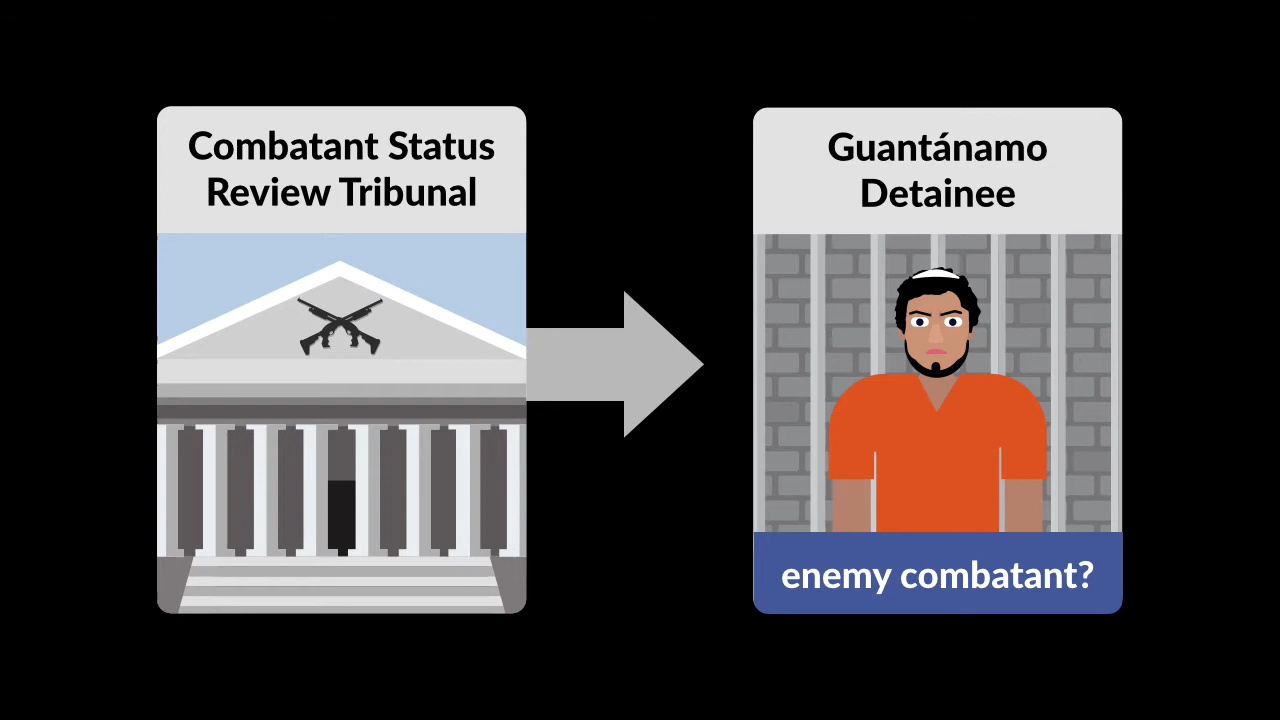 Combatant Status
Review Tribunal
Guantánamo
Detainee
enemy combatant?